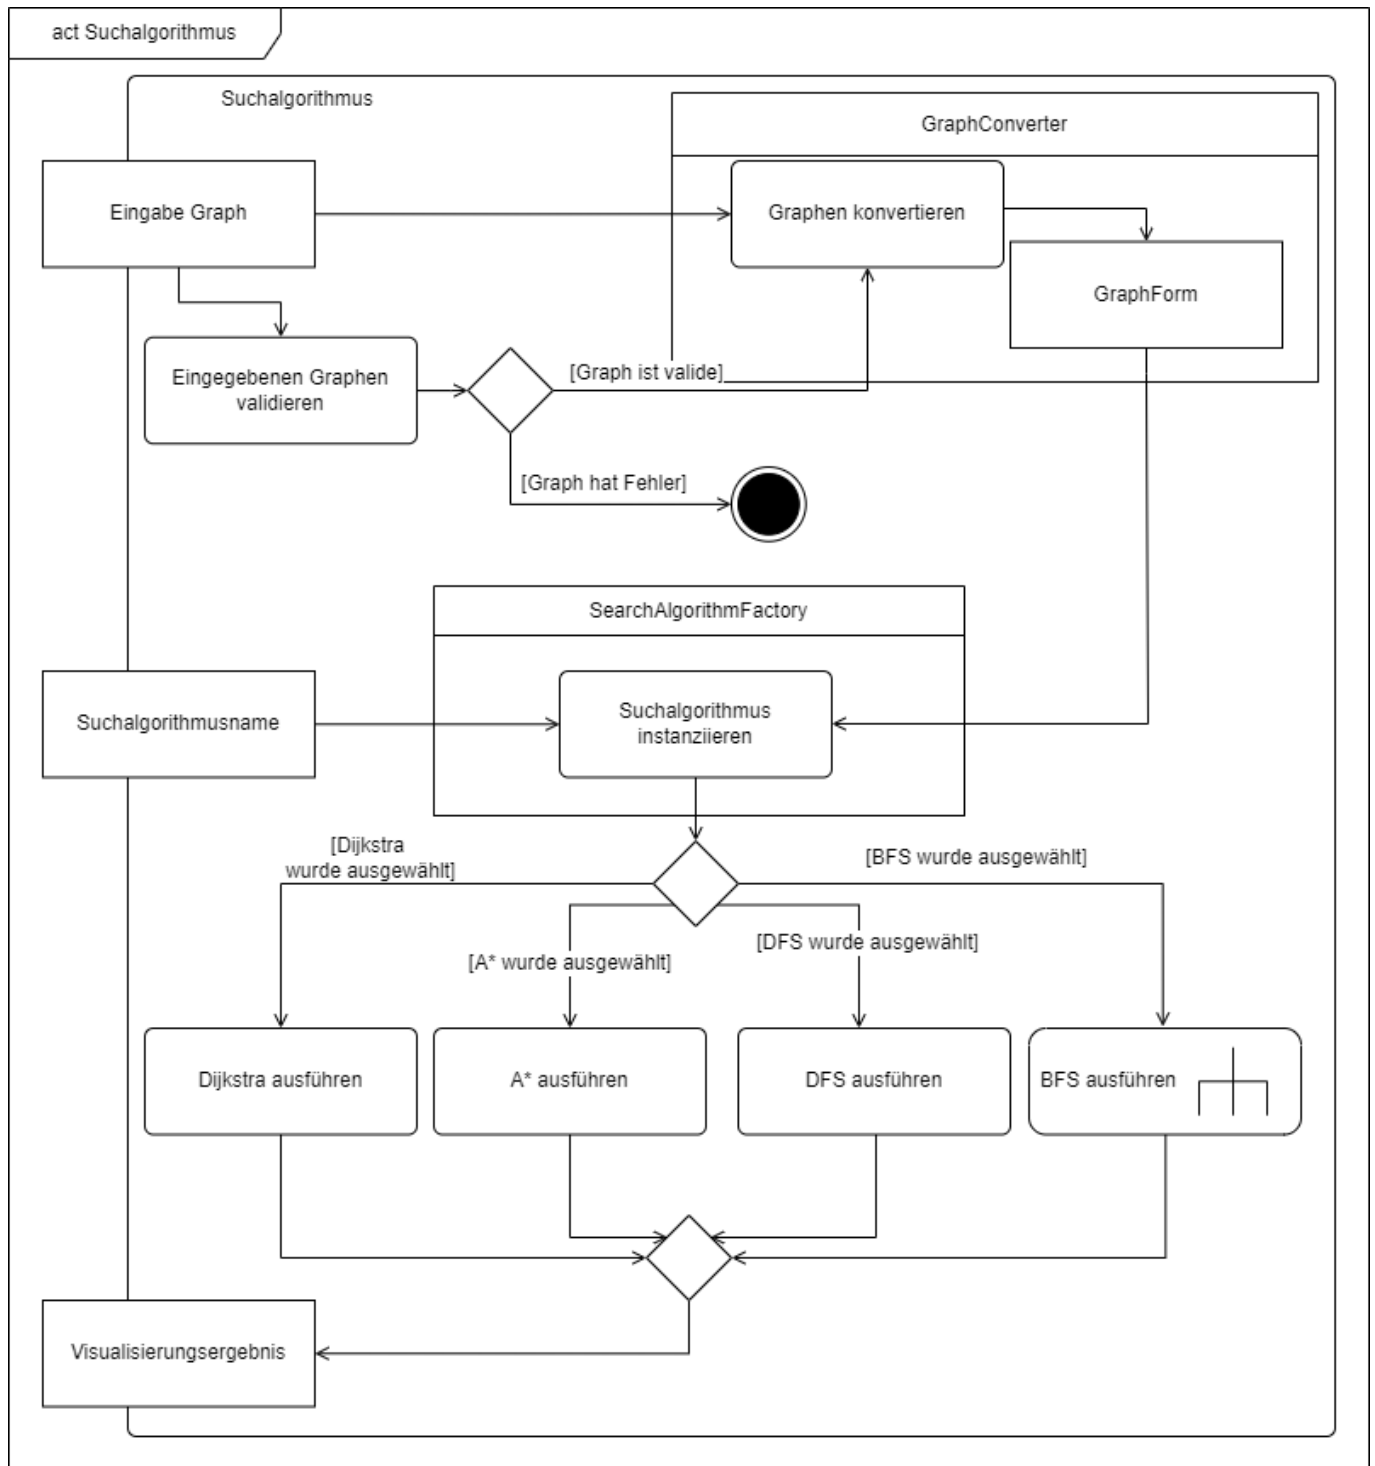 act Suchalgorithmus
Suchalgorithmus
GraphConverter
Eingabe Graph
Graphen konvertieren
GraphForm
Eingegebenen Graphen
validieren
[Graph ist valide]
[Graph hat Fehler]
SearchAlgorithmFactory
Suchalgorithmusname
Suchalgorithmus
instanziieren
[Dijkstra
wurde ausgewählt]
[BFS wurde ausgewählt]
[DFS wurde ausgewählt]
[A* wurde ausgewählt]
Dijkstra ausführen
A* ausführen
DFS ausführen
BFS ausführen
Visualisierungsergebnis